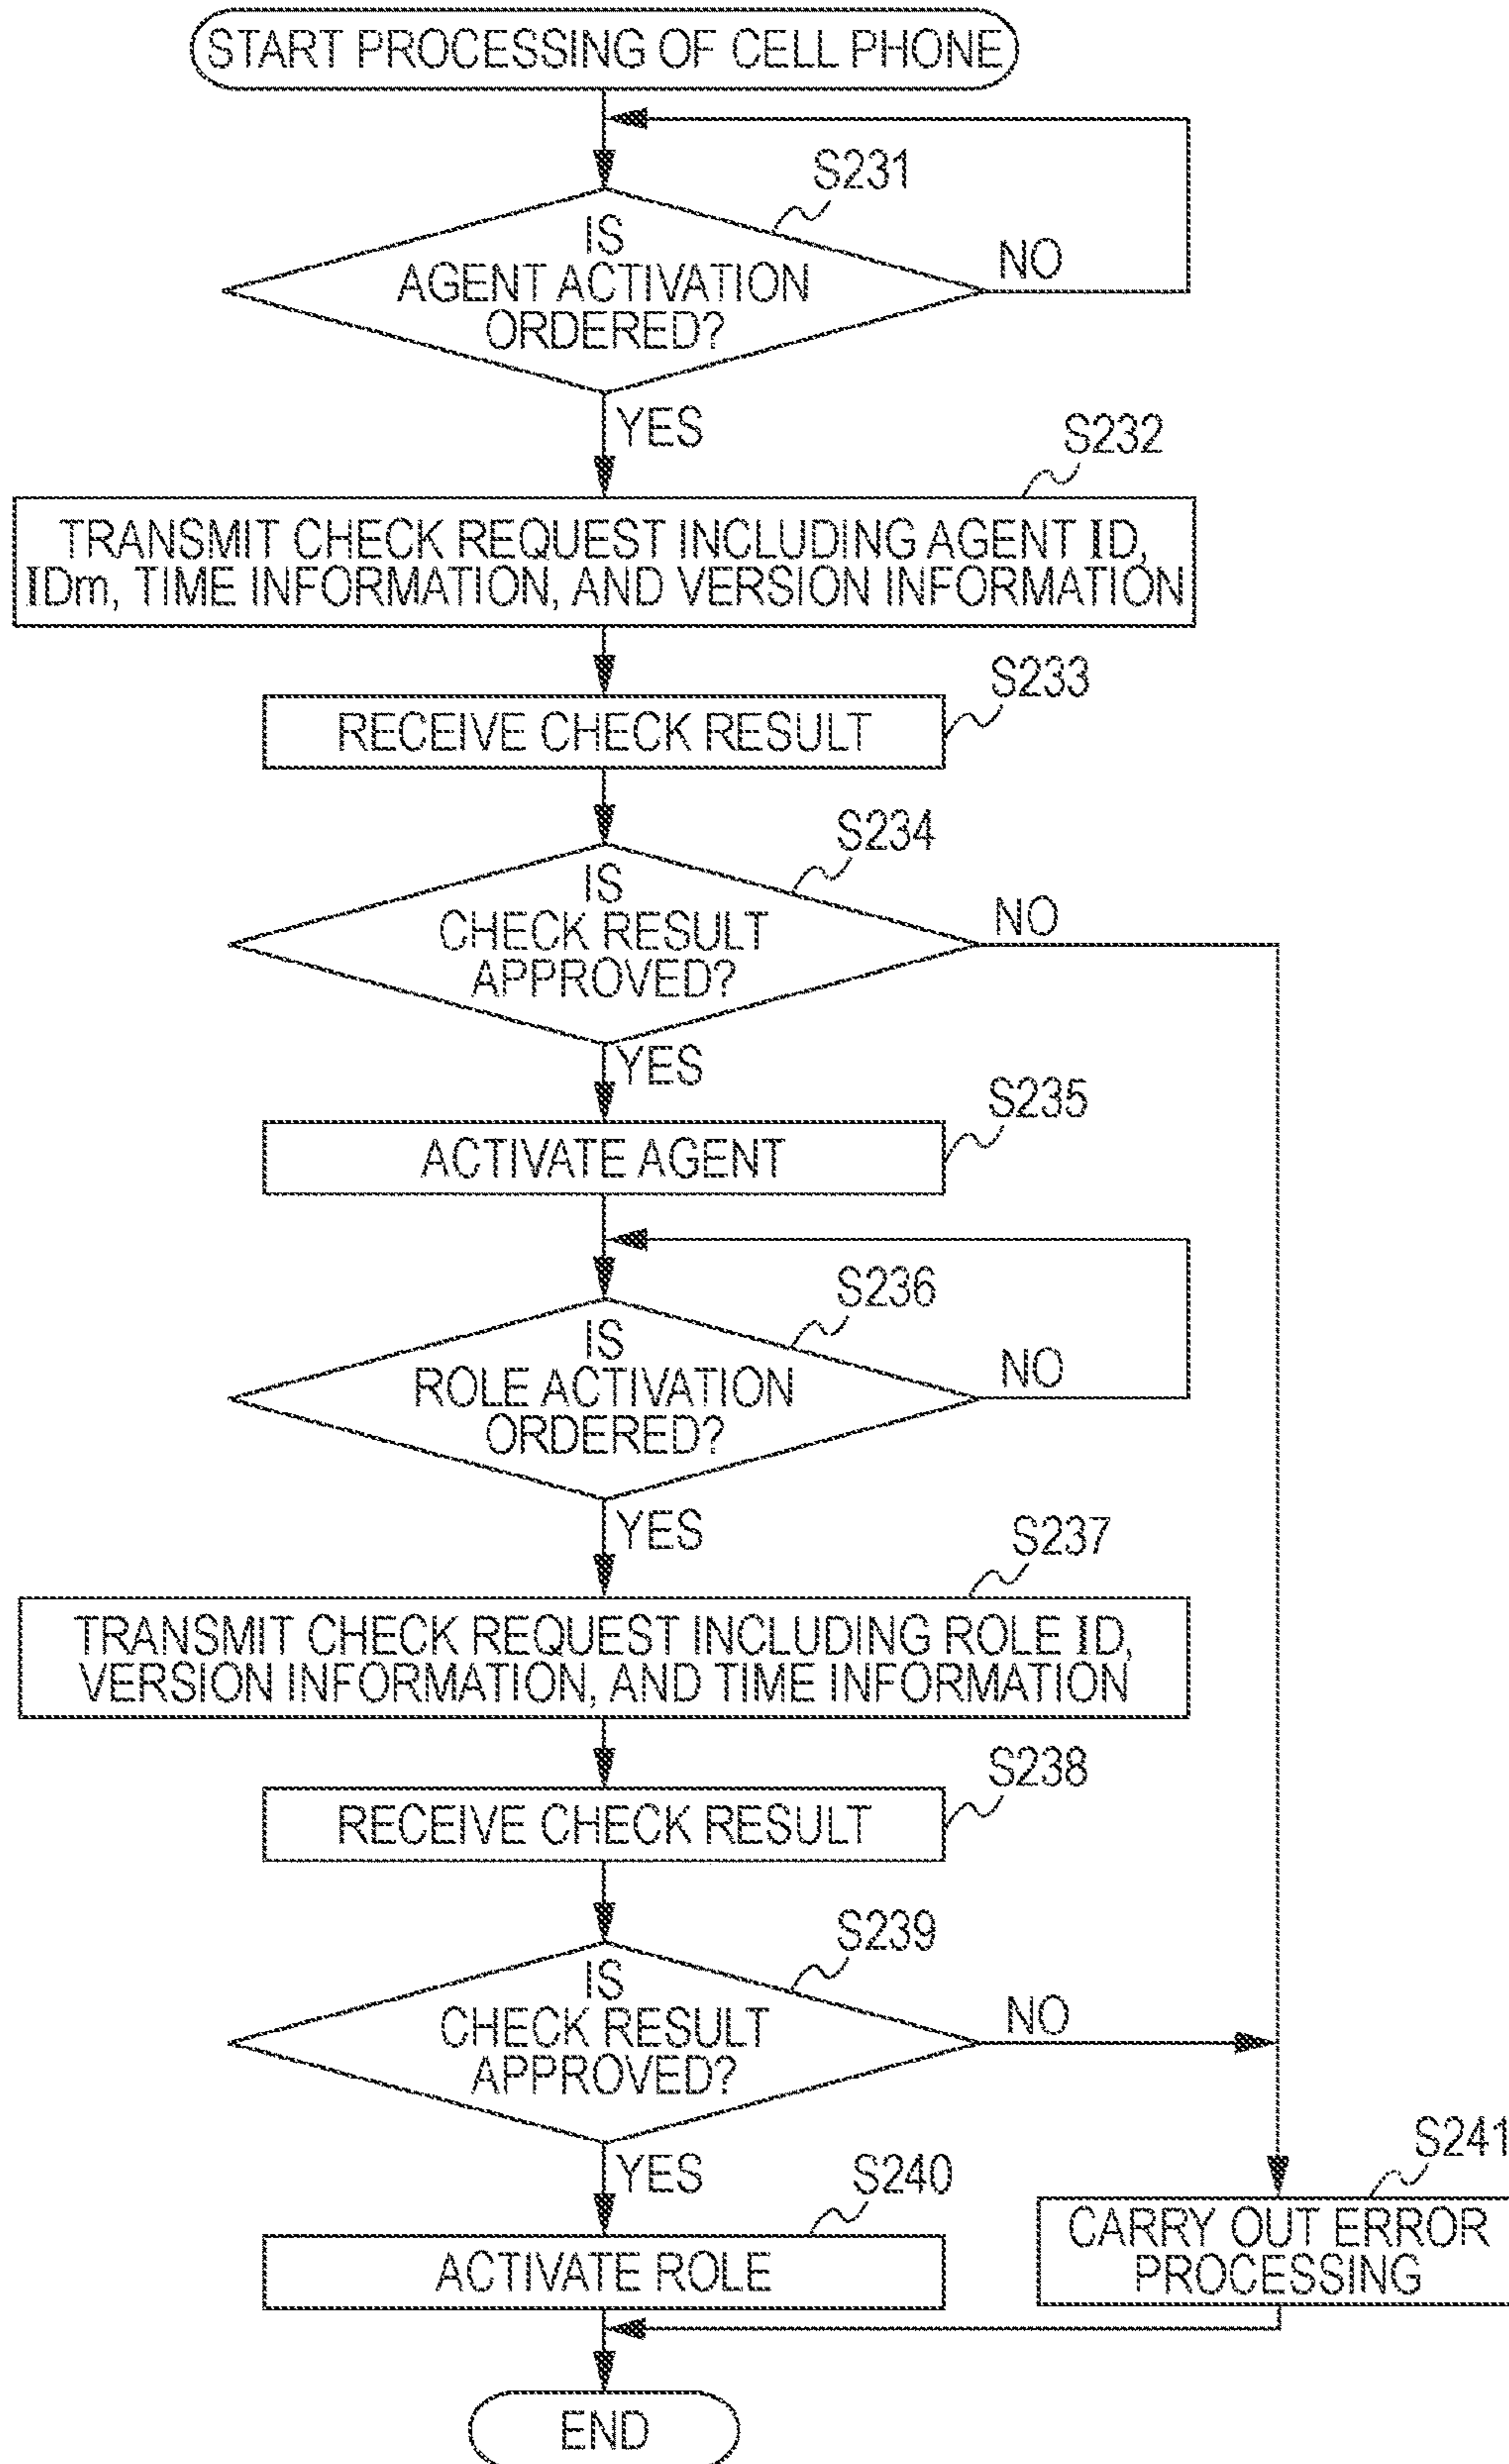 START PROCESSING OF CELL PHONE
S231
IS
AGENT ACTIVATION
ORDERED?
NO
YES
S232
TRANSMIT CHECK REQUEST INCLUDING AGENT ID,
IDm, TIME INFORMATION, AND VERSION INFORMATION
S233
RECEIVE CHECK RESULT
S234
IS
CHECK RESULT
APPROVED?
NO
YES
S235
ACTIVATE AGENT
S236
IS
ROLE ACTIVATION
ORDERED?
NO
YES
S237
TRANSMIT CHECK REQUEST INCLUDING ROLE ID,
VERSION INFORMATION, AND TIME INFORMATION
S238
RECEIVE CHECK RESULT
S239
IS
CHECK RESULT
APPROVED?
NO
YES
S240
ACTIVATE ROLE
S241
CARRY OUT ERROR
PROCESSING
END